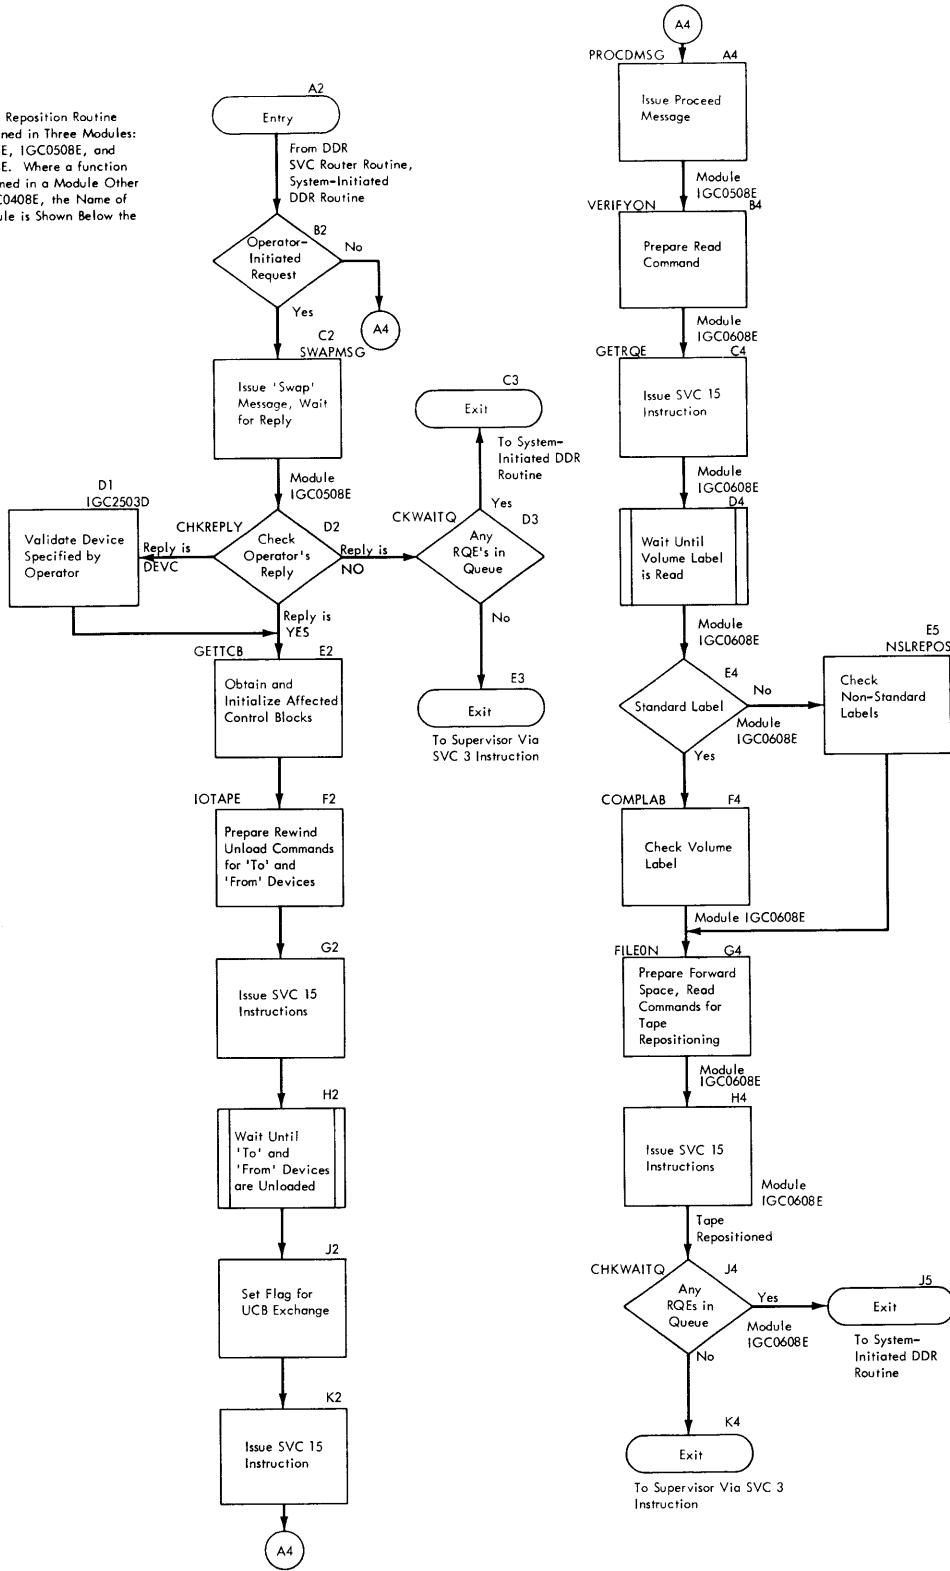 Reposition Routine
ned in Three Modules:
E, IGC0508E, and
E. Where a function
ned in a Module Other
C0408E, the Name of
ule is Shown Below the
A2
Entry
From DDR
SVC Router Routine,
System-Initiated
DDR Routine
B2
Operator-
Initiated
Request
No
A4
Yes
C2
SWAPMSG
Issue 'Swap'
Message, Wait
for Reply
Module
IGC0508E
D1
IGC2503D
Validate Device
Specified by
Operator
Reply is
DEVC
CHKREPLY
D2
Check
Operator's
Reply
Reply is
NO
Reply is
YES
C3
Exit
To System-
Initiated DDR
Routine
Yes
CKWAITQ
D3
Any
RQE's in
Queue
No
E3
Exit
To Supervisor Via
SVC 3 Instruction
GETTCB
E2
Obtain and
Initialize Affected
Control Blocks
IOTAPE
F2
Prepare Rewind
Unload Commands
for 'To' and
'From' Devices
G2
Issue SVC 15
Instructions
H2
Wait Until
'To' and
'From' Devices
are Unloaded
J2
Set Flag for
UCB Exchange
K2
Issue SVC 15
Instruction
A4
A4
PROCDMSG
A4
Issue Proceed
Message
Module
IGC0508E
VERIFYON
B4
Prepare Read
Command
Module
IGC0608E
GETRQE
C4
Issue SVC 15
Instruction
Module
IGC0608E
D4
Wait Until
Volume Label
is Read
Module
IGC0608E
E4
Standard Label
No
Module
IGC0608E
Yes
E5
NSLREPOS
Check
Non-Standard
Labels
COMPLAB
F4
Check Volume
Label
Module IGC0608E
FILE0N
G4
Prepare Forward
Space, Read
Commands for
Tape
Repositioning
Module
IGC0608E
H4
Issue SVC 15
Instructions
Module
IGC0608E
Tape
Repositioned
CHKWAITQ
J4
Any
RQEs in
Queue
Yes
Module
IGC0608E
No
J5
Exit
To System-
Initiated DDR
Routine
K4
Exit
To Supervisor Via SVC 3
Instruction